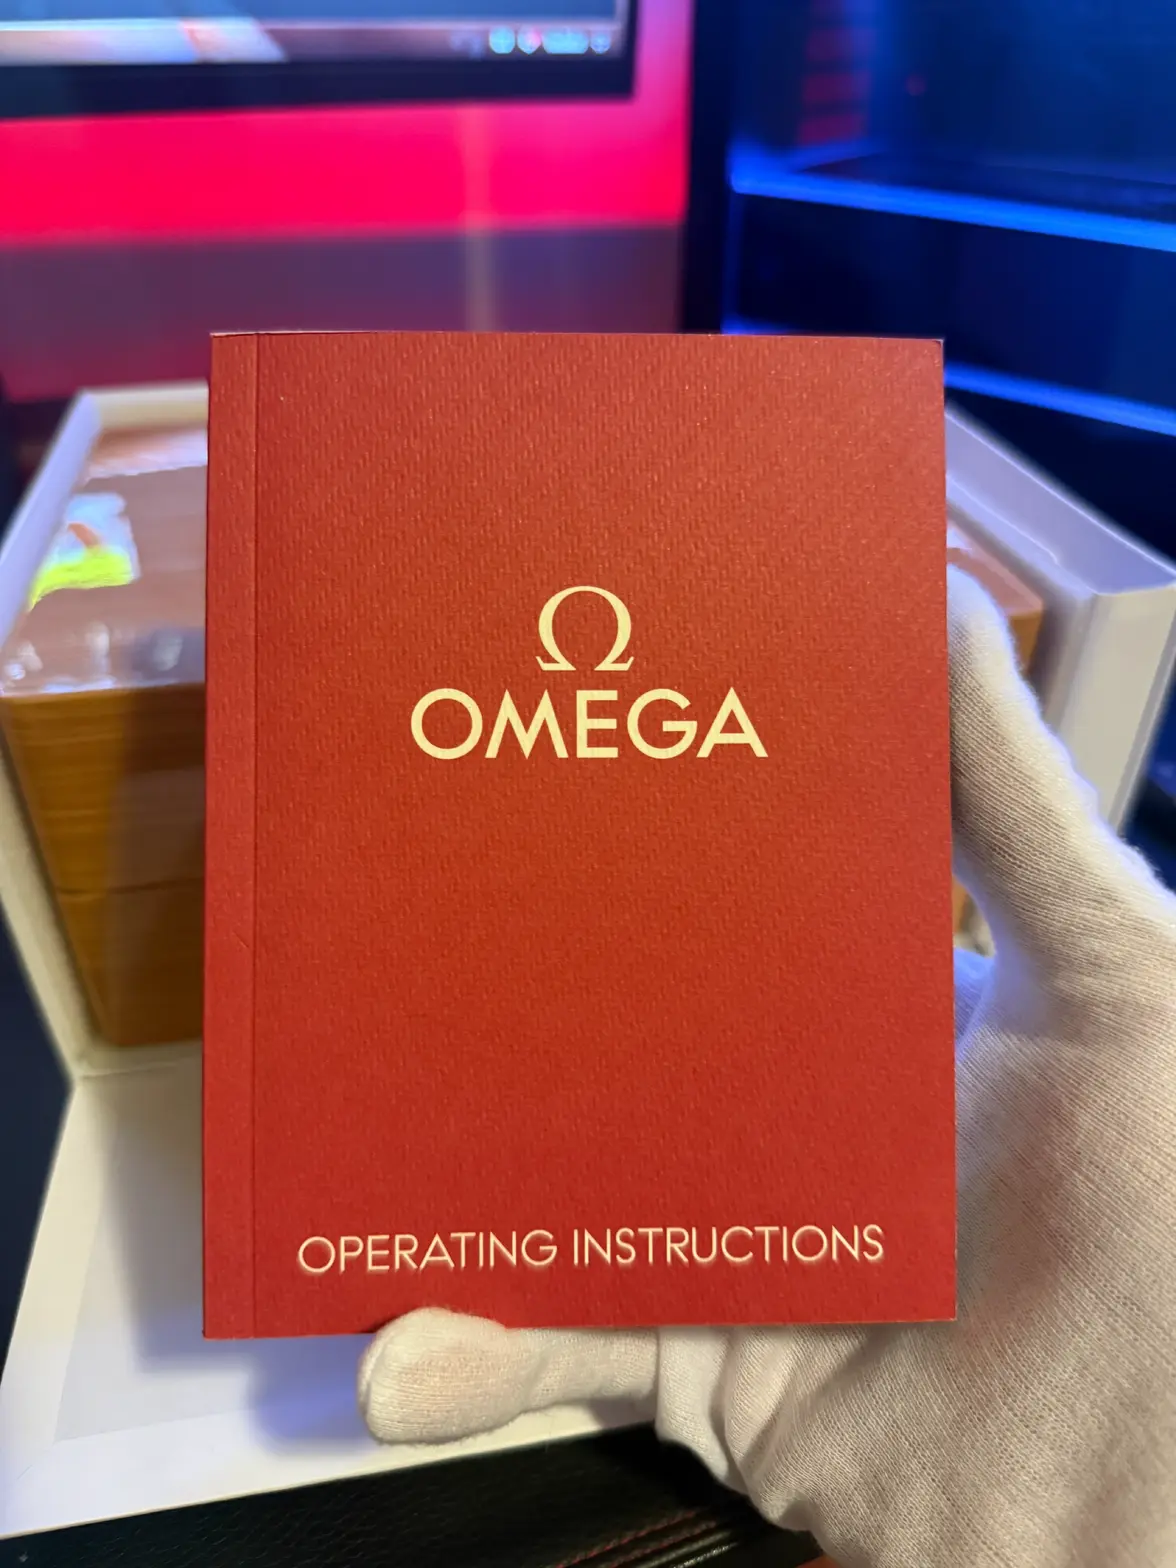 Ω
OMEGA
OPERATING INSTRUCTIONS